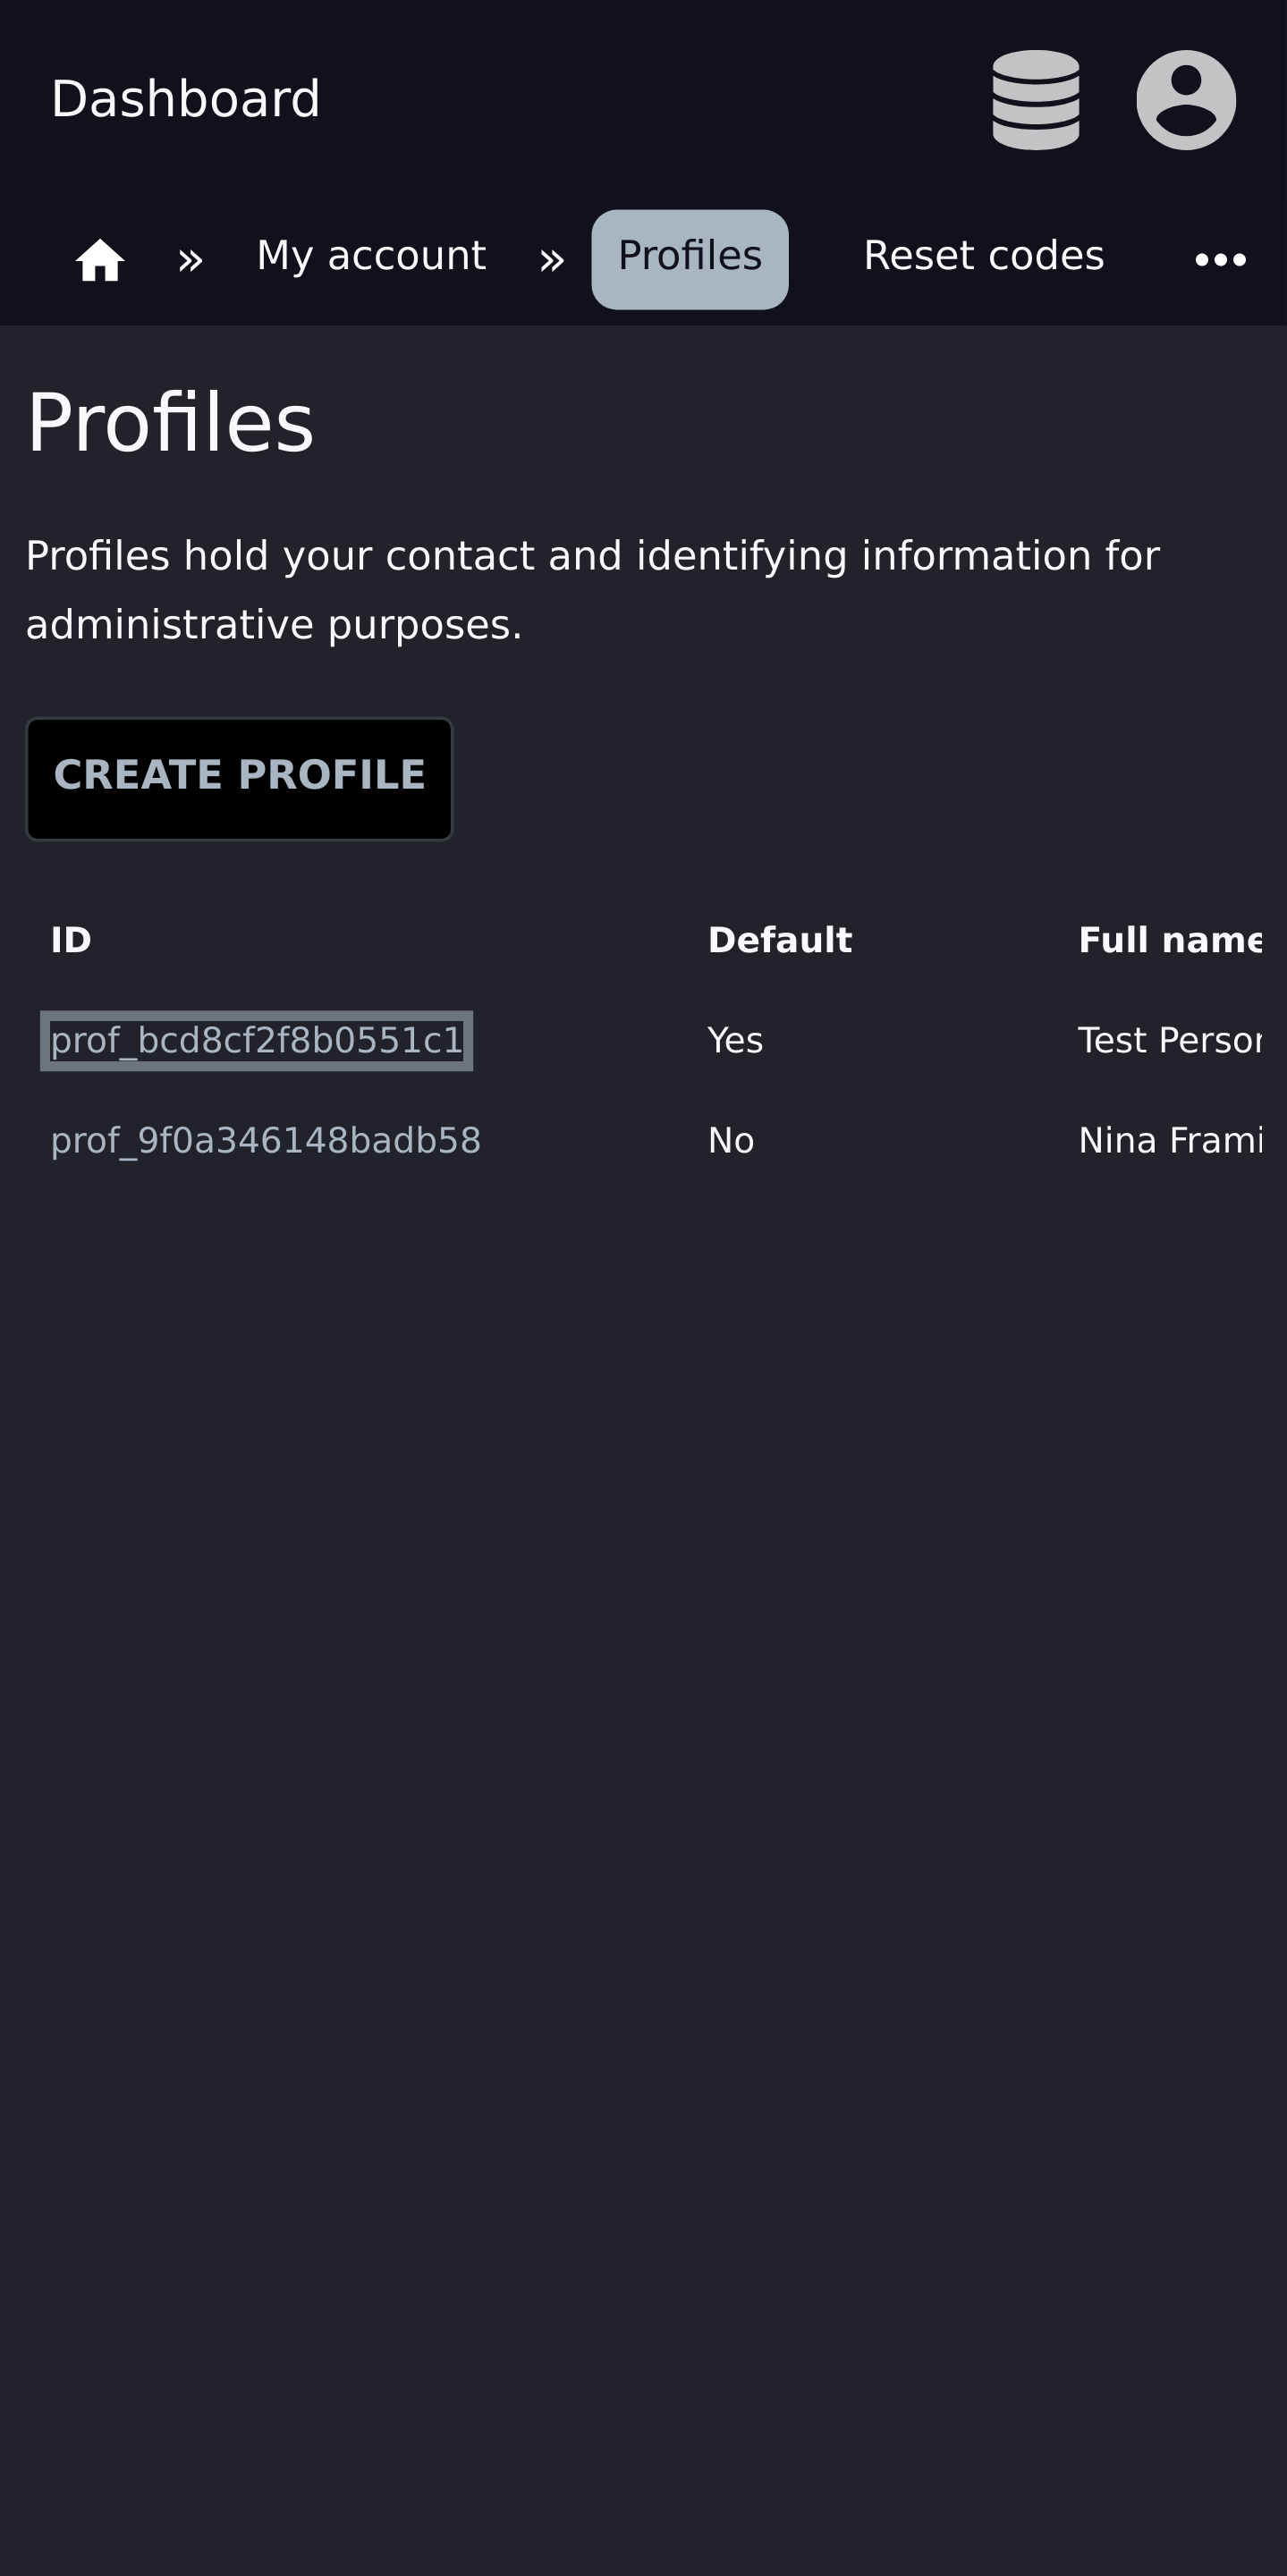 Dashboard
» My account » Profiles Reset codes •••
Profiles
Profiles hold your contact and identifying information for
administrative purposes.
CREATE PROFILE
ID Default Full name
prof_bcd8cf2f8b0551c1 Yes Test Person
prof_9f0a346148badb58 No Nina Frami